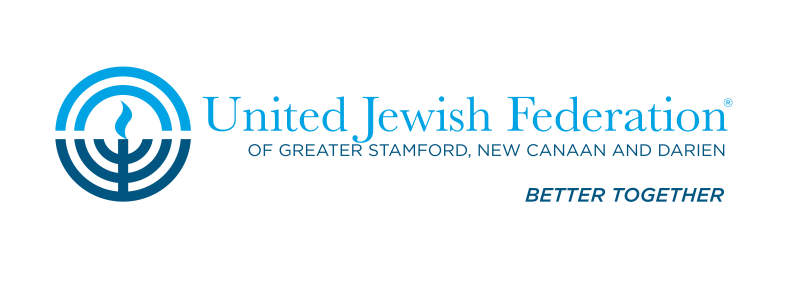 United Jewish Federation®
OF GREATER STAMFORD, NEW CANAAN AND DARIEN
BETTER TOGETHER